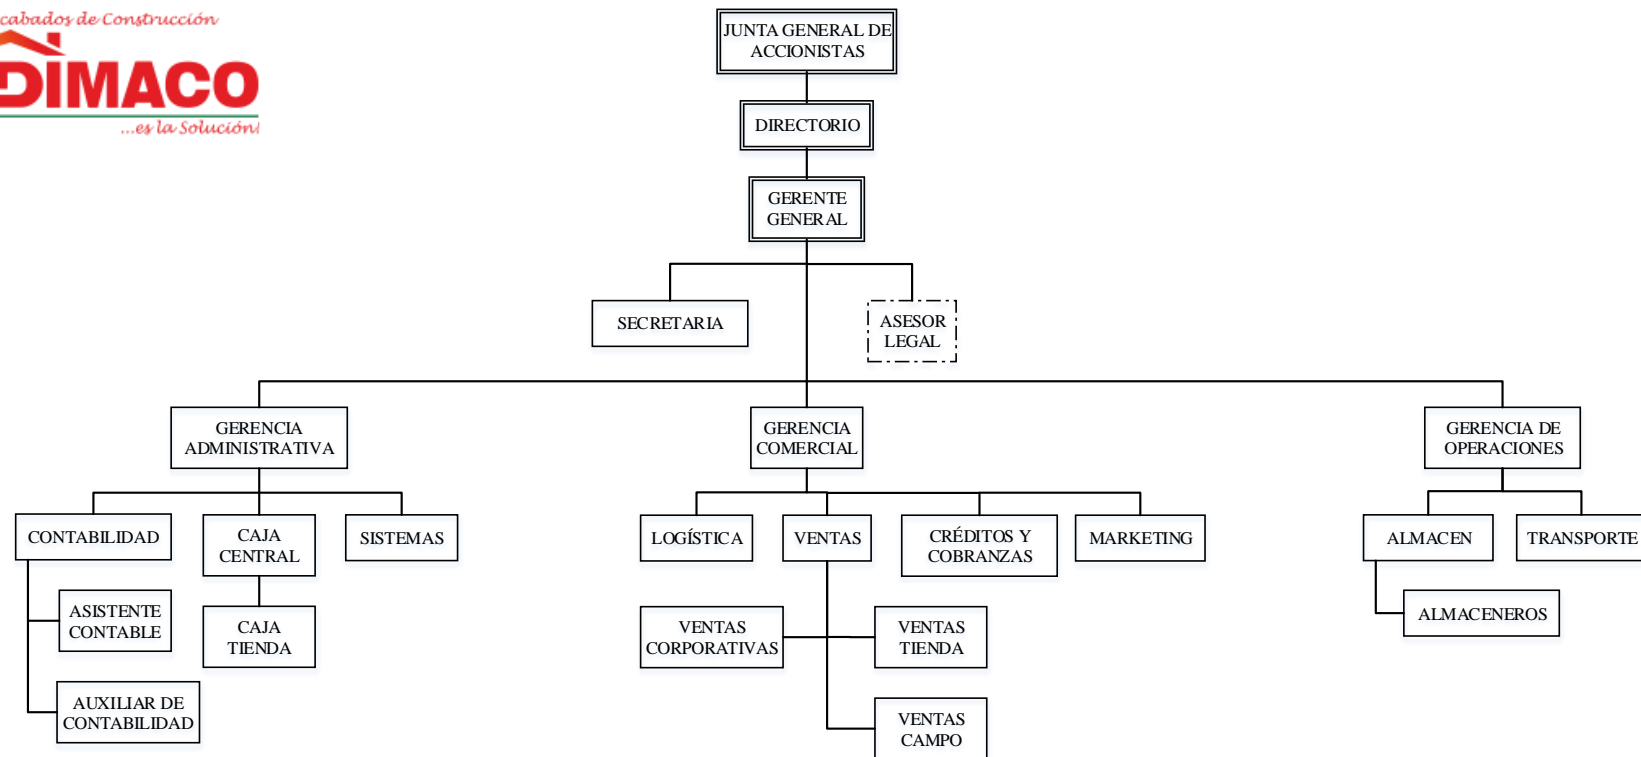 cabados de Construcción
DIMACO
...es la Solución!
JUNTA GENERAL DE
ACCIONISTAS
DIRECTORIO
GERENTE
GENERAL
SECRETARIA
ASESOR
LEGAL
GERENCIA
ADMINISTRATIVA
GERENCIA
COMERCIAL
GERENCIA DE
OPERACIONES
CONTABILIDAD
CAJA
CENTRAL
SISTEMAS
LOGÍSTICA
VENTAS
CRÉDITOS Y
COBRANZAS
MARKETING
ALMACEN
TRANSPORTE
ASISTENTE
CONTABLE
CAJA
TIENDA
VENTAS
CORPORATIVAS
VENTAS
TIENDA
ALMACENEROS
AUXILIAR DE
CONTABILIDAD
VENTAS
CAMPO